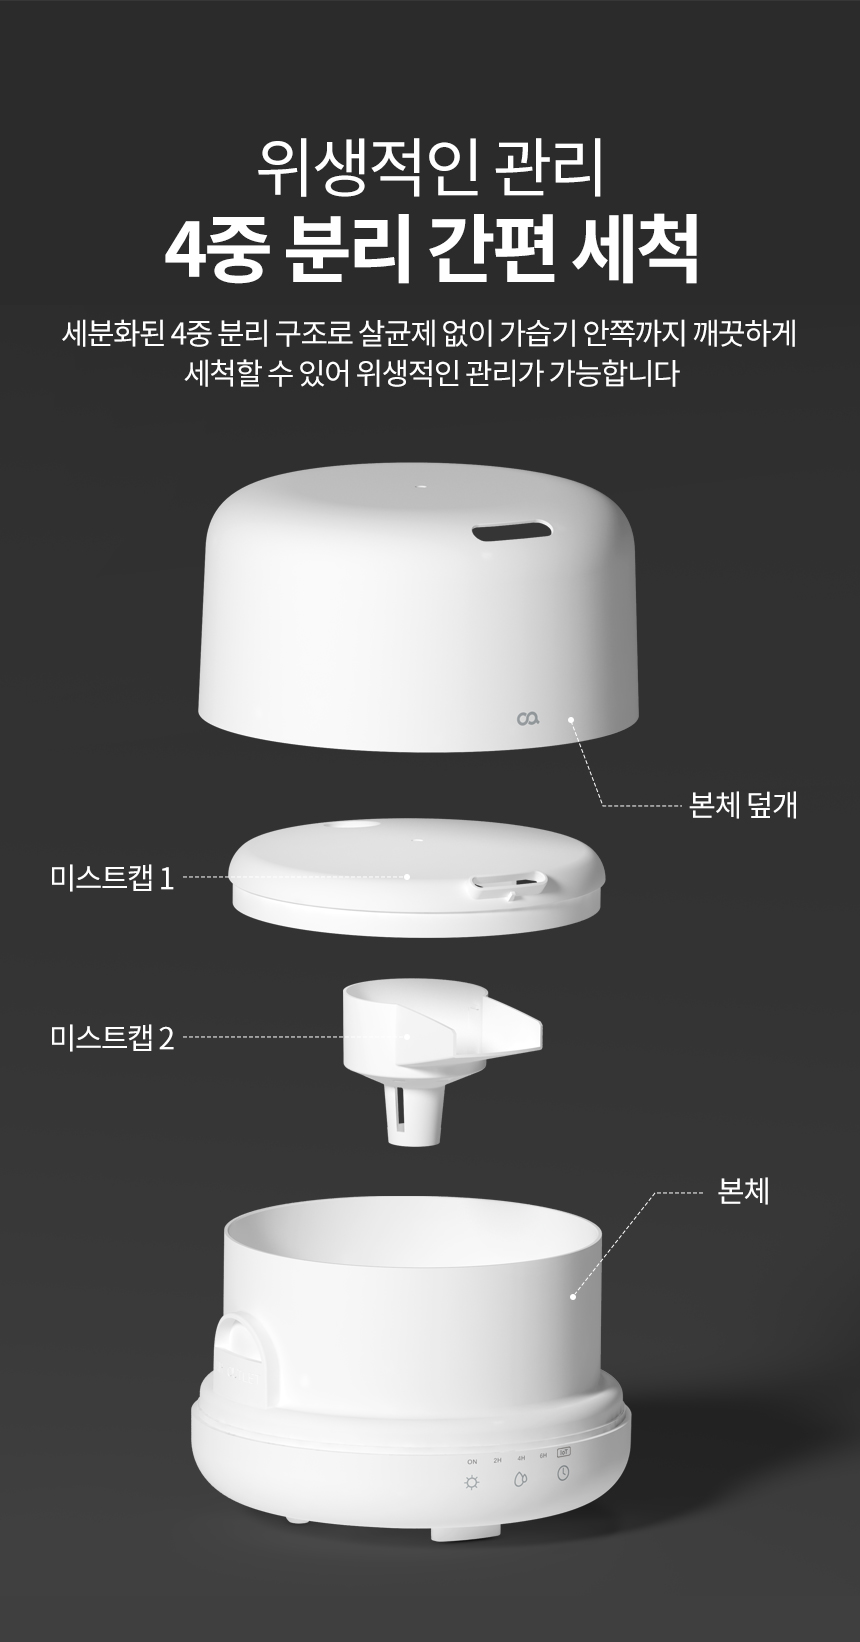 위생적인 관리
4중 분리 간편 세척
세분화된 4중 분리 구조로 살균제 없이 가습기 안쪽까지 깨끗하게
세척할 수 있어 위생적인 관리가 가능합니다
본체 덮개
미스트캡 1
미스트캡 2
본체
ON 2H 4H 6H IoT